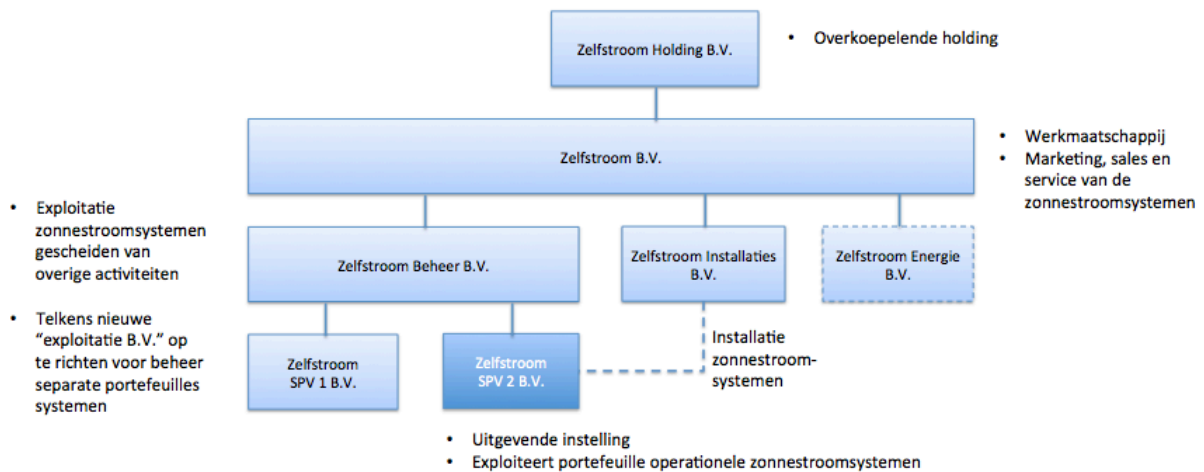 Zelfstroom Holding B.V.
• Overkoepelende holding
Zelfstroom B.V.
• Werkmaatschappij
• Marketing, sales en
service van de
zonnestroomsystemen
• Exploitatie
zonnestroomsystemen
gescheiden van
overige activiteiten
Zelfstroom Beheer B.V.
Zelfstroom Installaties
B.V.
Zelfstroom Energie
B.V.
• Telkens nieuwe
“exploitatie B.V.” op
te richten voor beheer
separate portefeuilles
systemen
Zelfstroom
SPV 1 B.V.
Zelfstroom
SPV 2 B.V.
Installatie
zonnestroom-
systemen
• Uitgevende instelling
• Exploiteert portefeuille operationele zonnestroomsystemen